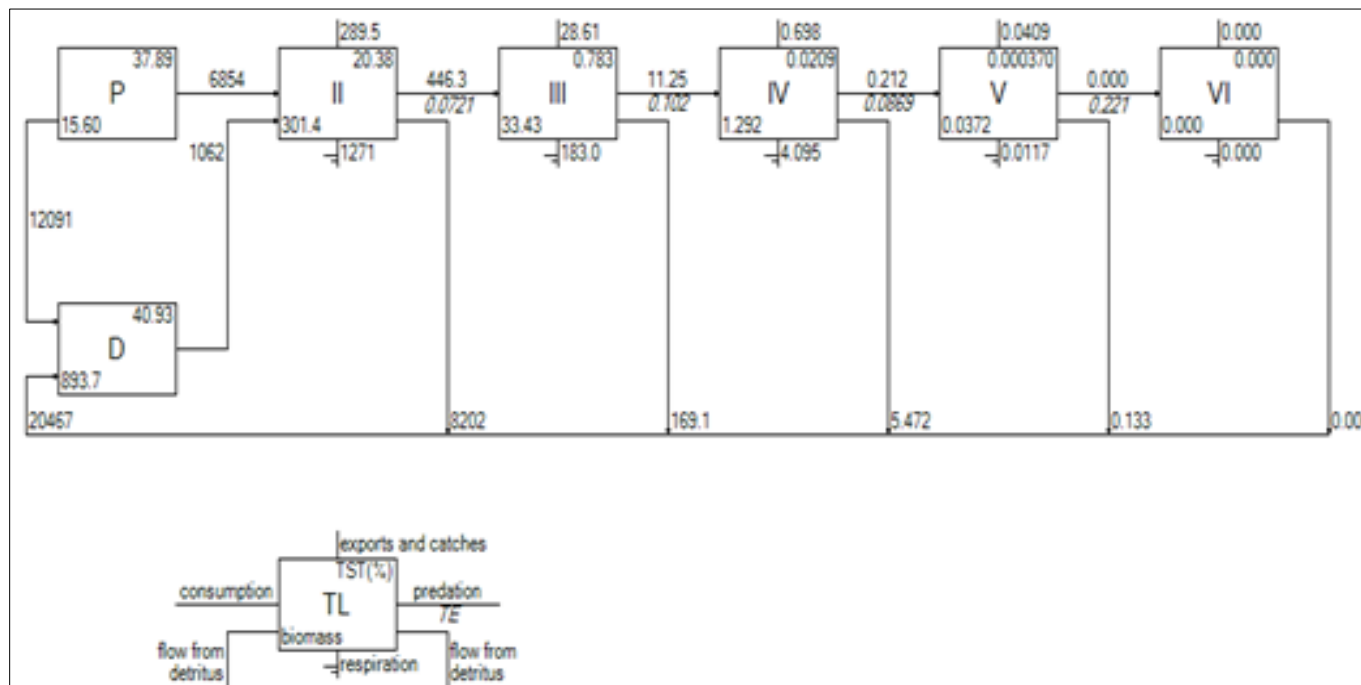 289.5
28.61
0.698
0.0409
0.000
37.89
P
15.60
6854
20.38
II
301.4
1271
446.3
0.0721
0.783
III
33.43
183.0
11.25
0.102
0.0209
IV
1.292
4.095
0.212
0.0869
0.000370
V
0.0372
0.0117
0.000
0.221
0.000
VI
0.000
0.000
1062
12091
40.93
D
893.7
20467
8202
169.1
5.472
0.133
0.00
exports and catches
TST(%)
consumption
TL
predation
TE
biomass
flow from
detritus
respiration
flow from
detritus